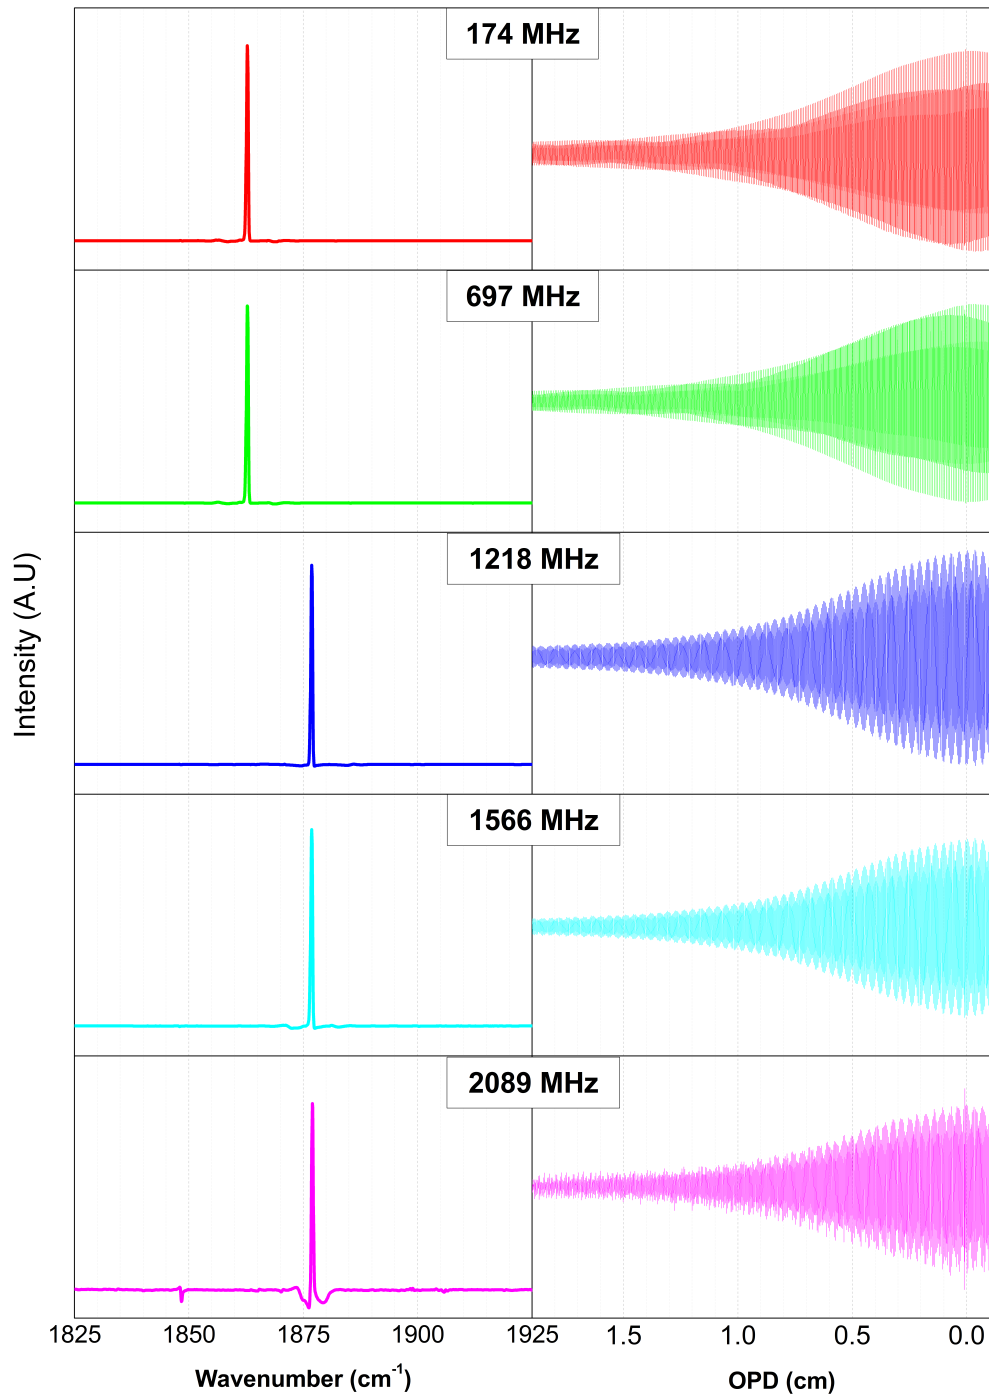 174 MHz
697 MHz
1218 MHz
1566 MHz
2089 MHz
Intensity (A.U)
1825 1850 1875 1900 1925 1.5 1.0 0.5 0.0
Wavenumber (cm⁻¹) OPD (cm)